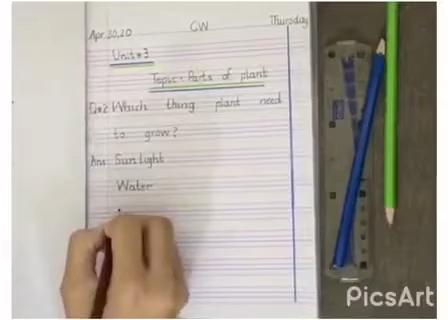 Apr.30,20 CW Thursday
Unit#3
Topic: Parts of plant
Q#2 Which thing plant need
to grow?
Ans: Sun light
Water
PicsArt